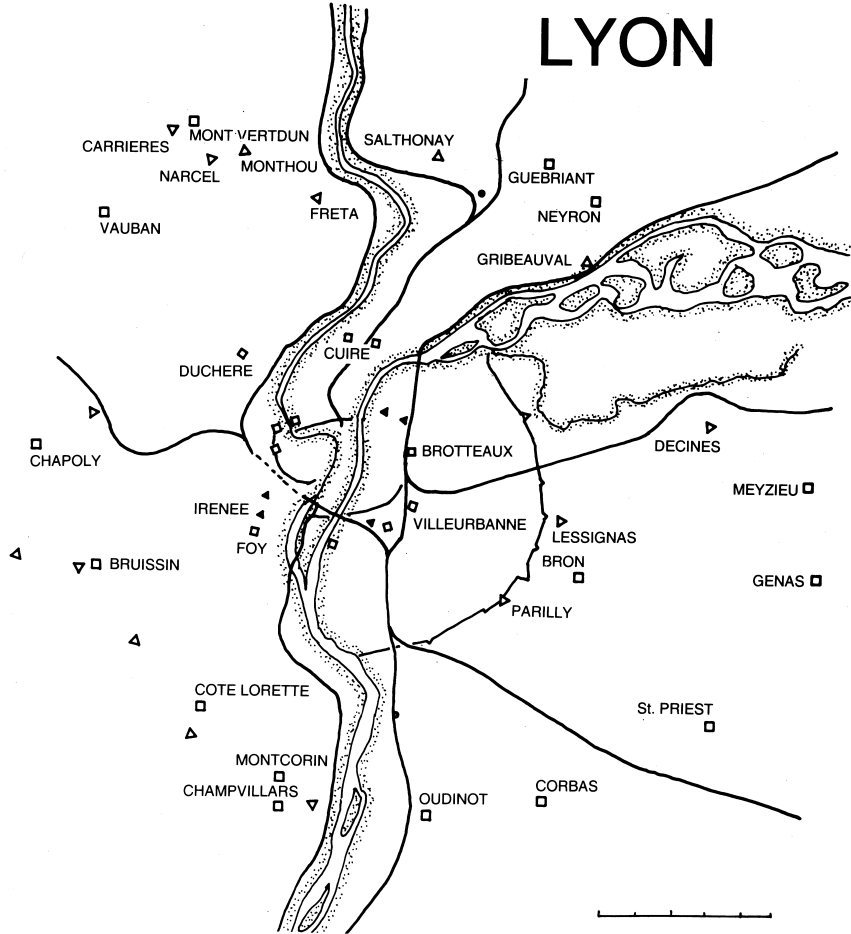 LYON
SALTHONAY
MONT VERTDUN
CARRIERES
MONTHOU
NARCEL
GUEBRIANT
FRETA
NEYRON
VAUBAN
GRIBEAUVAL
CUIRE
DUCHERE
DECINES
BROTTEAUX
CHAPOLY
MEYZIEU
IRENEE
VILLEURBANNE
LESSIGNAS
FOY
BRON
BRUISSIN
GENAS
PARILLY
COTE LORETTE
St. PRIEST
MONTCORIN
CHAMPVILLARS
OUDINOT
CORBAS